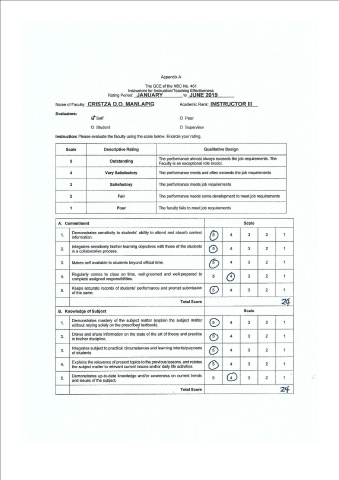 Appendix A
The QCE of the NBC No. 461
Instrument for Instruction/Teaching Effectiveness
Rating Period: JANUARY to JUNE 2019
Name of Faculty: CRISTZA O.O. MANLAPIG Academic Rank: INSTRUCTOR III
Evaluators:
Self Peer
Student Supervisor
Instruction: Please evaluate the faculty using the scale below. Encircle your rating.
Scale Descriptive Rating Qualitative Description
5 Outstanding The performance almost always exceeds the job requirements. The Faculty is an exceptional role model.
4 Very Satisfactory The performance meets and often exceeds the job requirements
3 Satisfactory The performance meets job requirements
2 Fair The performance needs some development to meet job requirements
1 Poor The faculty fails to meet job requirements
A. Commitment Scale
1. Demonstrates sensitivity to students' ability to attend and absorb content information. 5 4 3 2 1
2. Integrates sensitively his/her learning objectives with those of the students in a collaborative process. 5 4 3 2 1
3. Makes self available to students beyond official time. 5 4 3 2 1
4. Regularly comes to class on time, well-groomed and well-prepared to complete assigned responsibilities. 5 4 3 2 1
5. Keeps accurate records of students' performance and prompt submission of the same. 5 4 3 2 1
Total Score 24
B. Knowledge of Subject Scale
1. Demonstrates mastery of the subject matter (explain the subject matter without relying solely on the prescribed textbook). 5 4 3 2 1
2. Draws and share information on the state of the art of theory and practice in his/her discipline. 5 4 3 2 1
3. Integrates subject to practical circumstances and learning intents/purposes of students 5 4 3 2 1
4. Explains the relevance of present topics to the previous lessons, and relates the subject matter to relevant current issues and/or daily life activities. 5 4 3 2 1
5. Demonstrates up-to-date knowledge and/or awareness on current trends and issues of the subject. 5 4 3 2 1
Total Score 24